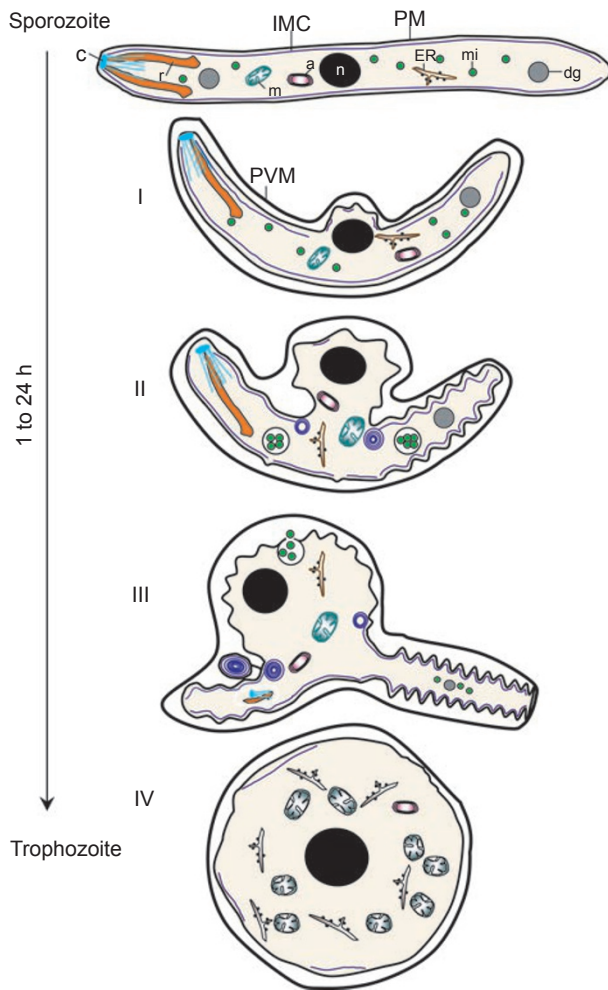 Sporozoite
IMC
PM
C
r
m
a
n
ER
mi
dg
PVM
I
II
1 to 24 h
III
IV
Trophozoite